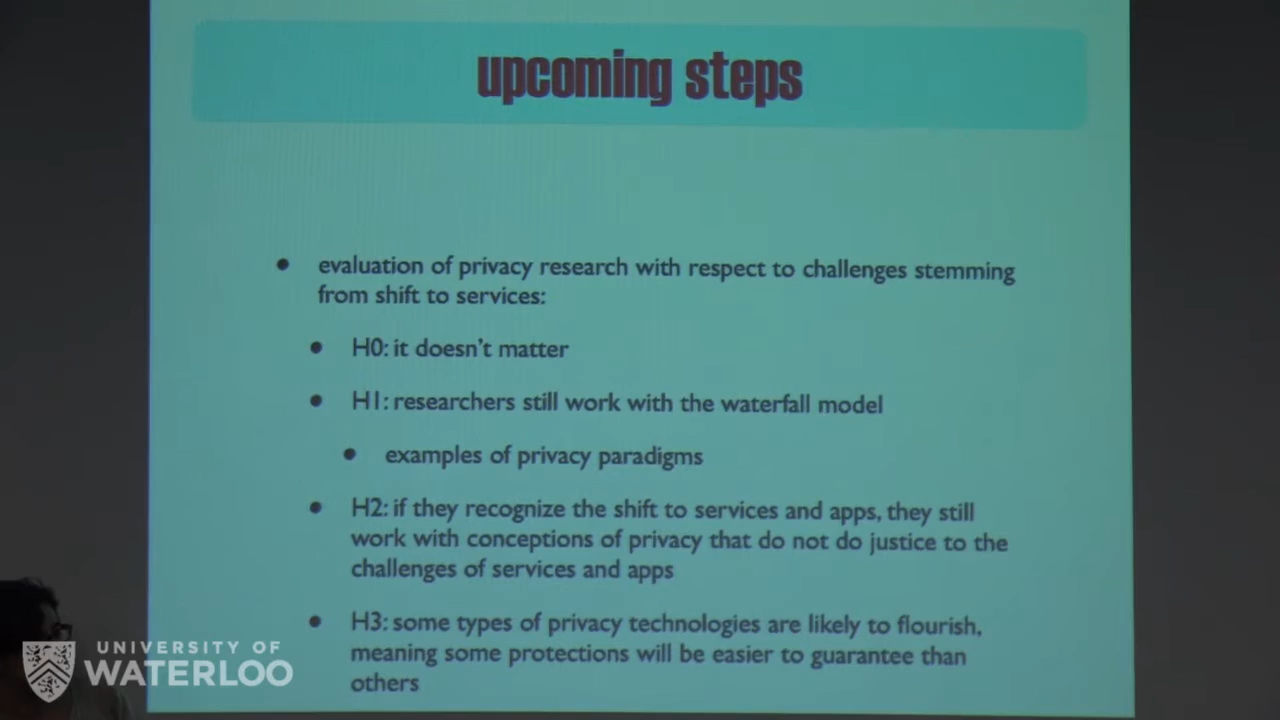 upcoming steps
• evaluation of privacy research with respect to challenges stemming
from shift to services:
• H0: it doesn't matter
• H1: researchers still work with the waterfall model
• examples of privacy paradigms
• H2: if they recognize the shift to services and apps, they still
work with conceptions of privacy that do not do justice to the
challenges of services and apps
• H3: some types of privacy technologies are likely to flourish,
meaning some protections will be easier to guarantee than
others
UNIVERSITY OF
WATERLOO